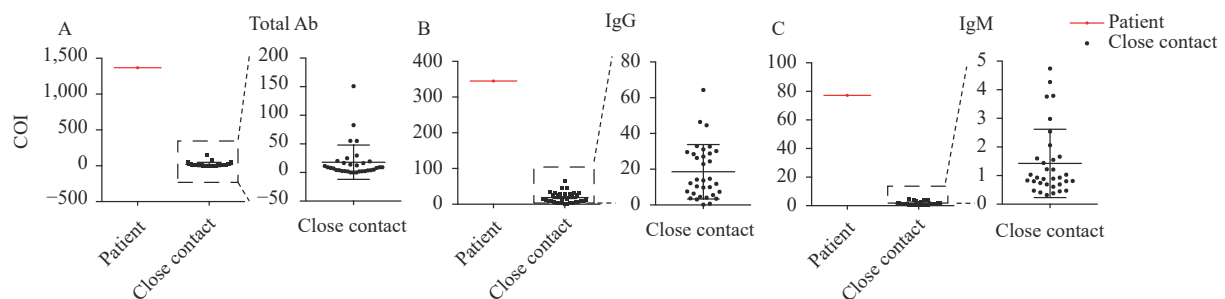 A
Total Ab
B
IgG
C
IgM
Patient
Close contact
COI
1,500
1,000
500
0
−500
Patient
Close contact
200
150
100
50
0
−50
Close contact
400
300
200
100
0
Patient
Close contact
80
60
40
20
0
Close contact
100
80
60
40
20
0
Patient
Close contact
5
4
3
2
1
0
Close contact